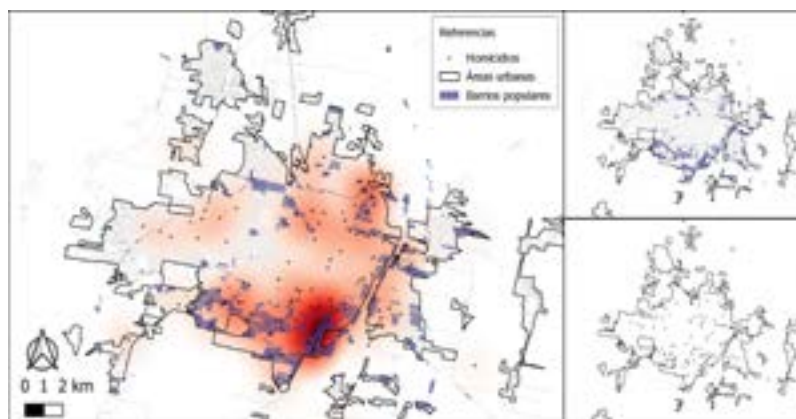 Referencias
Homicidios
Áreas urbanas
Barrios populares
0 1 2 km